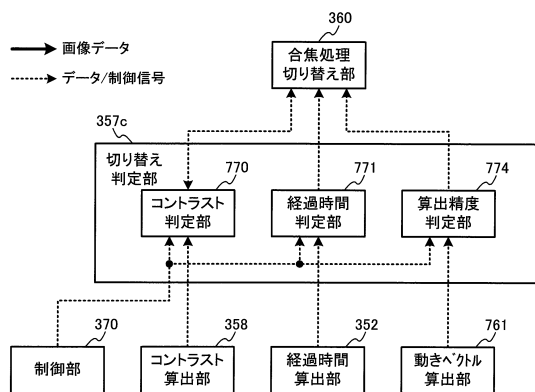 360
合焦処理
切り替え部
画像データ
データ/制御信号
357c
切り替え
判定部
770
コントラスト
判定部
771
経過時間
判定部
774
算出精度
判定部
370
制御部
358
コントラスト
算出部
352
経過時間
算出部
761
動きベクトル
算出部